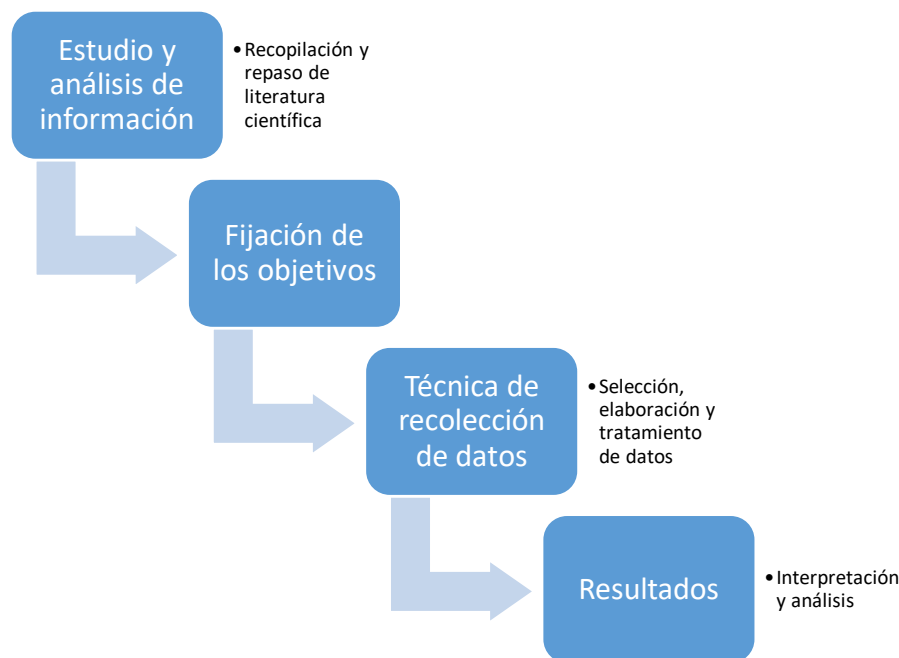 Estudio y
análisis de
información
•Recopilación y
repaso de
literatura
científica
Fijación de
los objetivos
Técnica de
recolección
de datos
•Selección,
elaboración y
tratamiento
de datos
Resultados
•Interpretación
y análisis